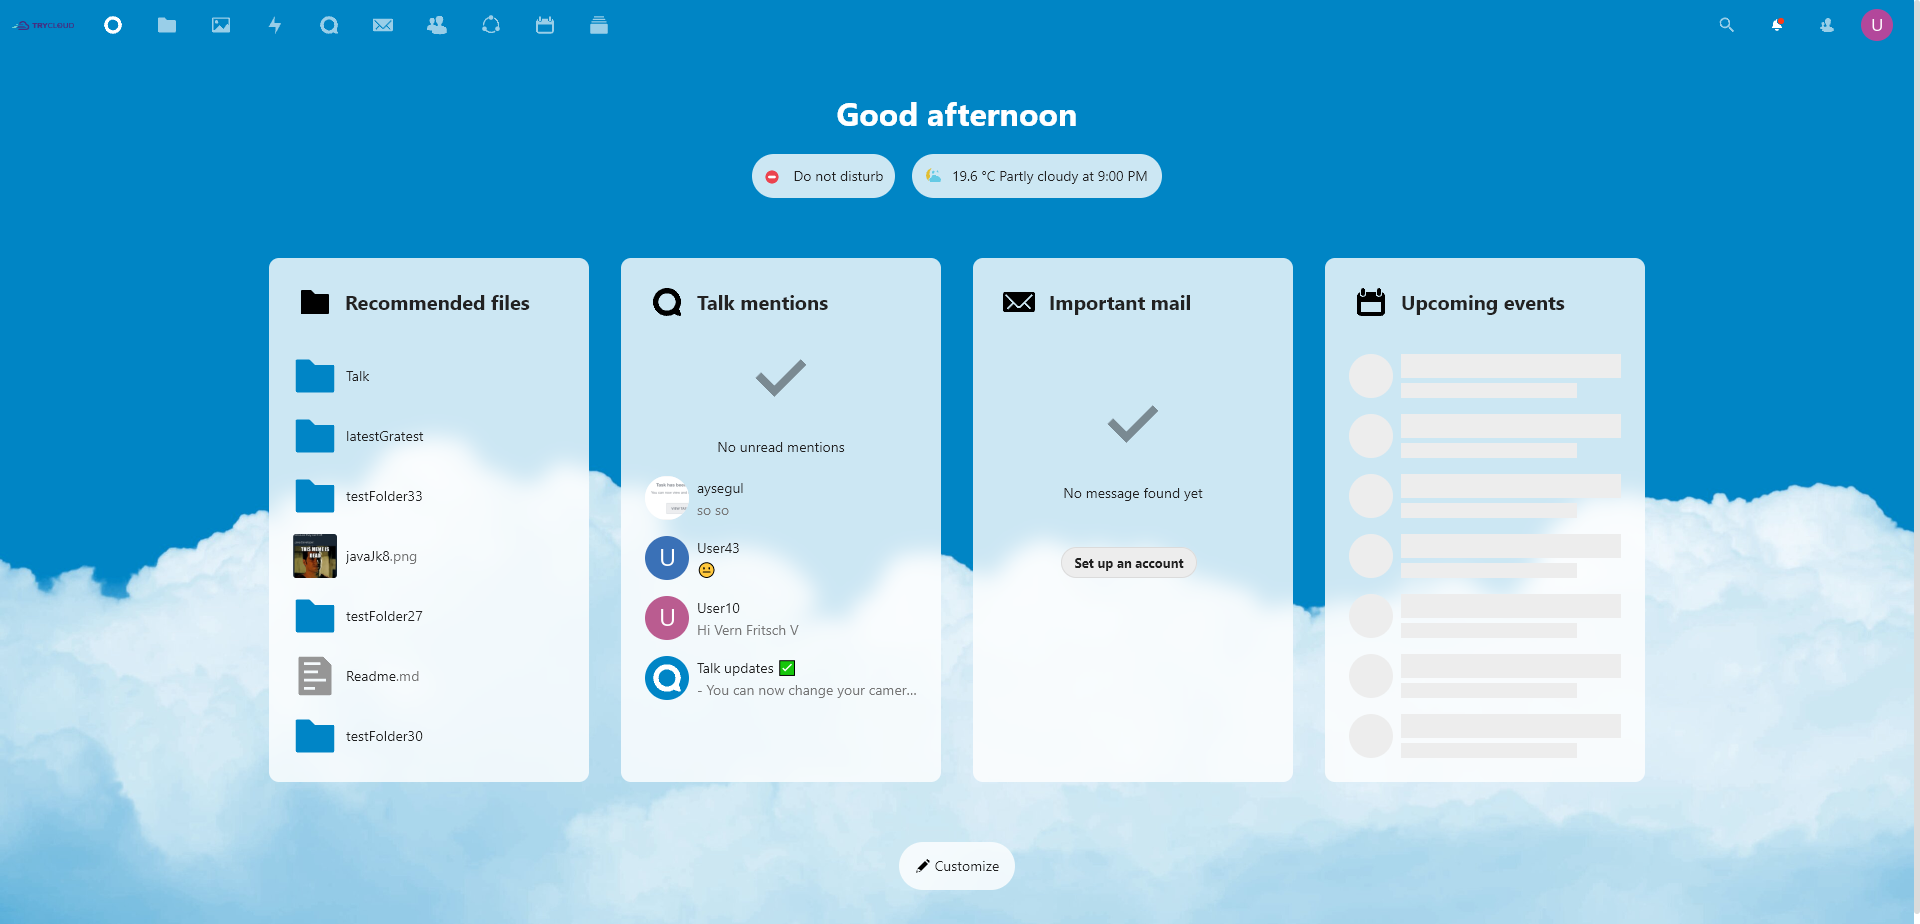 TRYCLOUD
U
Good afternoon
Do not disturb
19.6 °C Partly cloudy at 9:00 PM
Recommended files
Talk
latestGratest
testFolder33
javaJk8.png
testFolder27
Readme.md
testFolder30
Talk mentions
No unread mentions
aysegul
so so
U
User43
U
User10
Hi Vern Fritsch V
Talk updates ✅
- You can now change your camer...
Important mail
No message found yet
Set up an account
Upcoming events
Customize